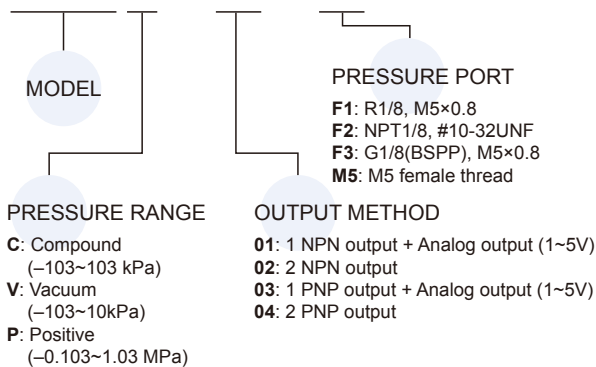 MODEL
PRESSURE PORT
F1: R1/8, M5×0.8
F2: NPT1/8, #10-32UNF
F3: G1/8(BSPP), M5×0.8
M5: M5 female thread
PRESSURE RANGE
C: Compound
(–103~103 kPa)
V: Vacuum
(–103~10kPa)
P: Positive
(–0.103~1.03 MPa)
OUTPUT METHOD
01: 1 NPN output + Analog output (1~5V)
02: 2 NPN output
03: 1 PNP output + Analog output (1~5V)
04: 2 PNP output